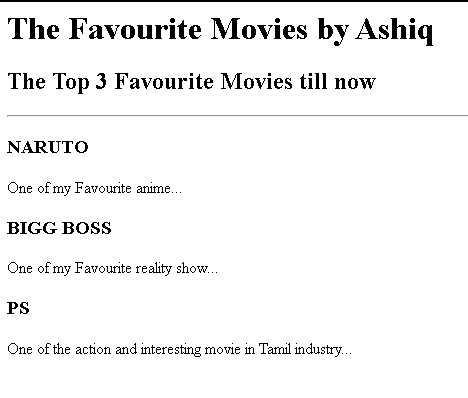 The Favourite Movies by Ashiq
The Top 3 Favourite Movies till now
NARUTO
One of my Favourite anime...
BIGG BOSS
One of my Favourite reality show...
PS
One of the action and interesting movie in Tamil industry...